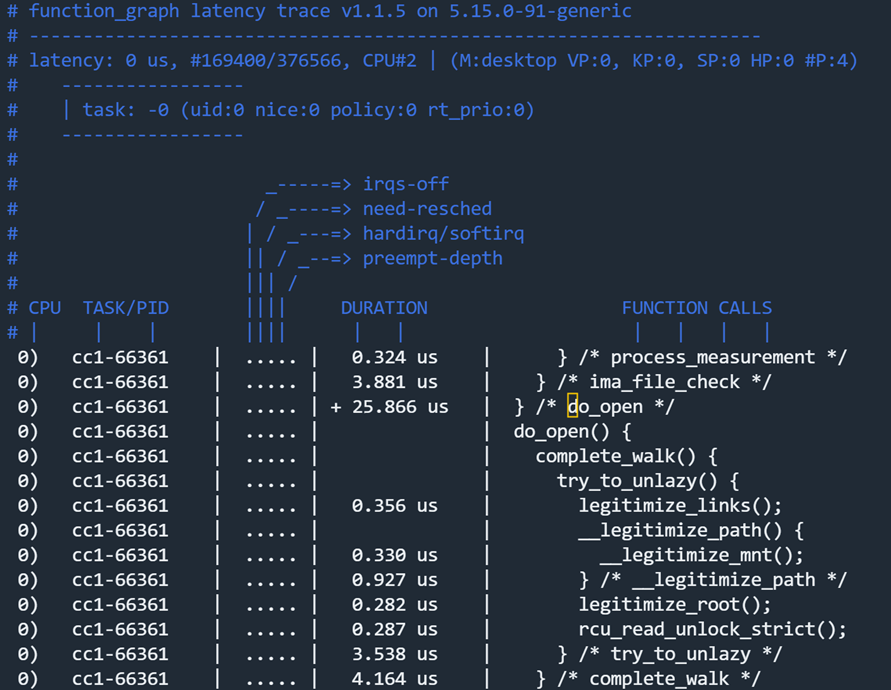 # function_graph latency trace v1.1.5 on 5.15.0-91-generic
# --------------------------------------------------------------------
# latency: 0 us, #169400/376566, CPU#2 | (M:desktop VP:0, KP:0, SP:0 HP:0 #P:4)
#    -----------------
#    | task: -0 (uid:0 nice:0 policy:0 rt_prio:0)
#    -----------------
#
#                       _-----=> irqs-off
#                      / _----=> need-resched
#                     | / _---=> hardirq/softirq
#                     || / _--=> preempt-depth
#                     ||| /
# CPU  TASK/PID       ||||     DURATION                  FUNCTION CALLS
# |     |    |        ||||      |   |                     |   |   |   |
 0)   cc1-66361    |  ..... |   0.324 us    |      } /* process_measurement */
 0)   cc1-66361    |  ..... |   3.881 us    |    } /* ima_file_check */
 0)   cc1-66361    |  ..... | + 25.866 us   |  } /* do_open */
 0)   cc1-66361    |  ..... |               |  do_open() {
 0)   cc1-66361    |  ..... |               |    complete_walk() {
 0)   cc1-66361    |  ..... |               |      try_to_unlazy() {
 0)   cc1-66361    |  ..... |   0.356 us    |        legitimize_links();
 0)   cc1-66361    |  ..... |               |        __legitimize_path() {
 0)   cc1-66361    |  ..... |   0.330 us    |          __legitimize_mnt();
 0)   cc1-66361    |  ..... |   0.927 us    |        } /* __legitimize_path */
 0)   cc1-66361    |  ..... |   0.282 us    |        legitimize_root();
 0)   cc1-66361    |  ..... |   0.287 us    |        rcu_read_unlock_strict();
 0)   cc1-66361    |  ..... |   3.538 us    |      } /* try_to_unlazy */
 0)   cc1-66361    |  ..... |   4.164 us    |    } /* complete_walk */